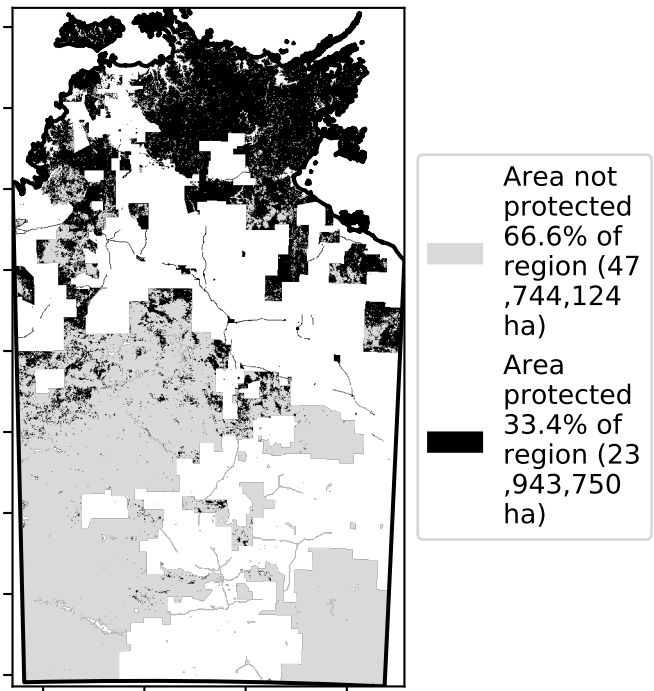 Area not
protected
66.6% of
region (47
,744,124
ha)
Area
protected
33.4% of
region (23
,943,750
ha)